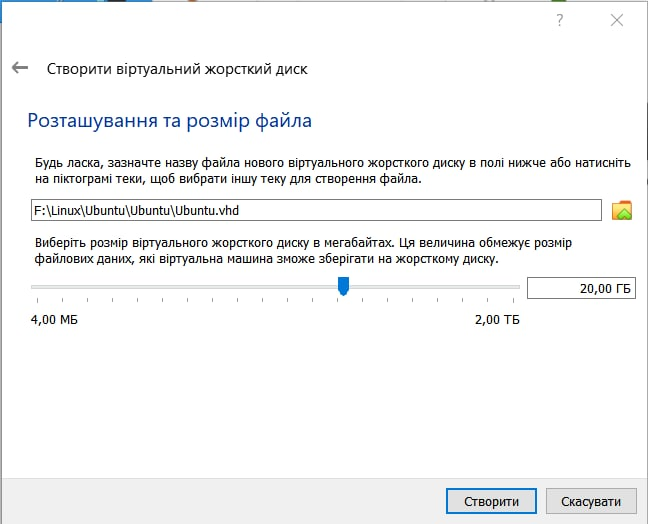 ?
Створити віртуальний жорсткий диск
Розташування та розмір файла
Будь ласка, зазначте назву файла нового віртуального жорсткого диску в полі нижче або натисніть
на піктограмі теки, щоб вибрати іншу теку для створення файла.
F:\Linux\Ubuntu\Ubuntu\Ubuntu.vhd
Виберіть розмір віртуального жорсткого диску в мегабайтах. Ця величина обмежує розмір
файлових даних, які віртуальна машина зможе зберігати на жорсткому диску.
20,00 ГБ
4,00 МБ 2,00 ТБ
Створити Скасувати